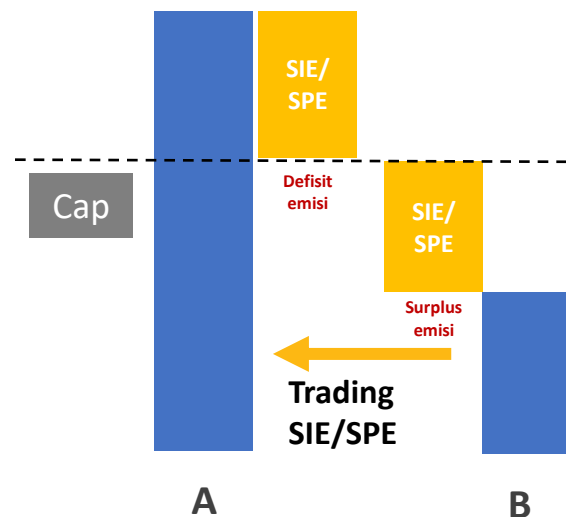 SIE/
SPE
Defisit
emisi
Cap
SIE/
SPE
Surplus
emisi
Trading
SIE/SPE
A
B